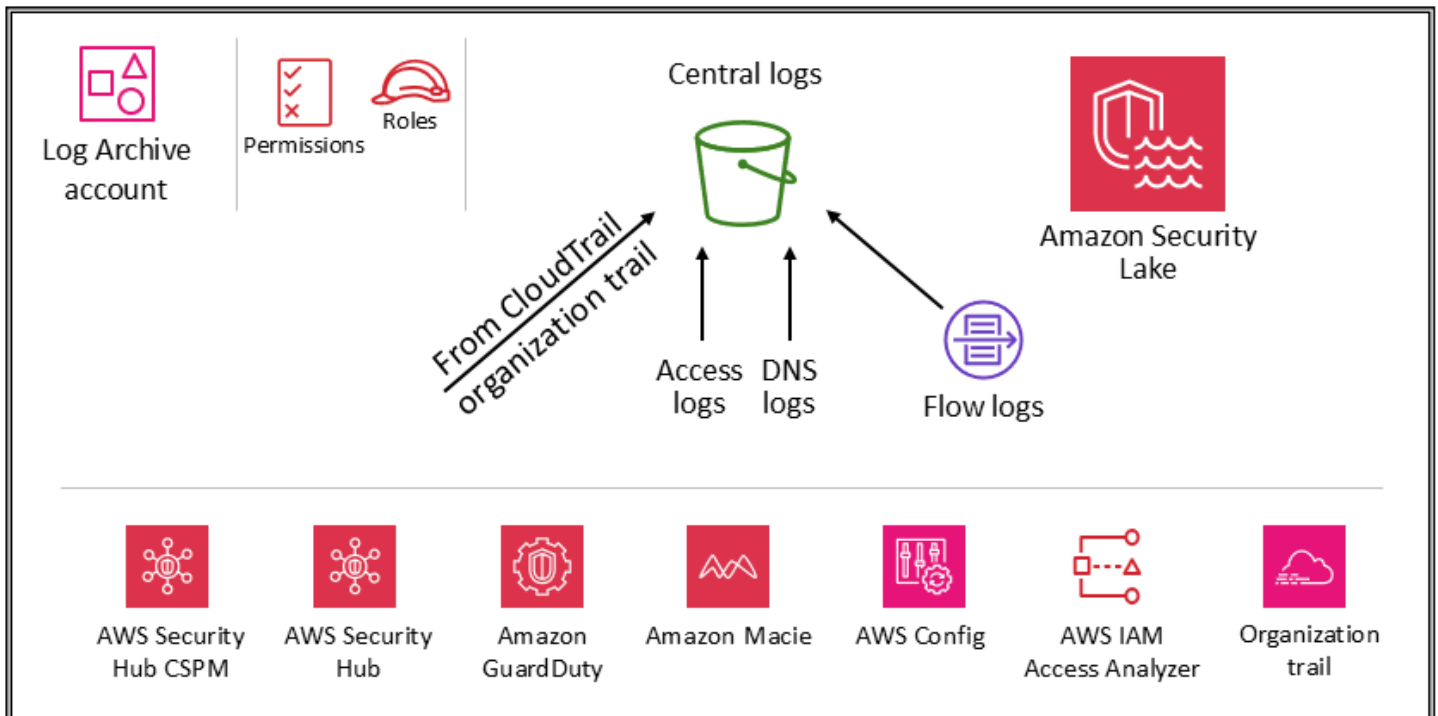 Log Archive
account
Permissions
Roles
Central logs
Amazon Security
Lake
From CloudTrail
organization trail
Access
logs
DNS
logs
Flow logs
AWS Security
Hub CSPM
AWS Security
Hub
Amazon
GuardDuty
Amazon Macie
AWS Config
AWS IAM
Access Analyzer
Organization
trail